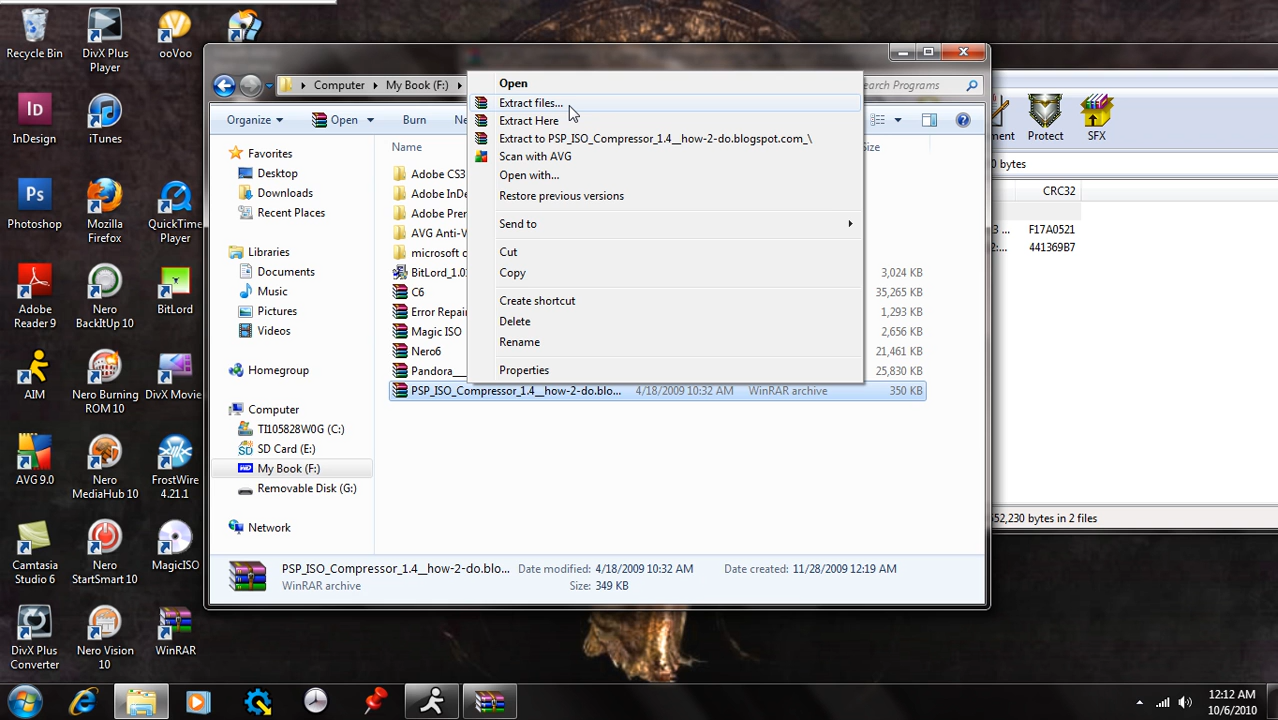 Recycle Bin
DivX Plus
Player
ooVoo
InDesign
iTunes
Photoshop
Mozilla
Firefox
QuickTime
Player
Adobe
Reader 9
Nero
BackItUp 10
BitLord
AIM
Nero Burning
ROM 10
DivX Movie
AVG 9.0
Nero
MediaHub 10
FrostWire
4.21.1
Camtasia
Studio 6
Nero
StartSmart 10
MagicISO
DivX Plus
Converter
Nero Vision
10
WinRAR
Computer
My Book (F:)
earch Programs
Organize
Open
Burn
Ne
Favorites
Desktop
Downloads
Recent Places
Libraries
Documents
Music
Pictures
Videos
Homegroup
Computer
TI105828W0G (C:)
SD Card (E:)
My Book (F:)
Removable Disk (G:)
Network
Name
Size
Adobe CS3
Adobe InDe
Adobe Prer
AVG Anti-V
microsoft o
BitLord_1.0
3,024 KB
C6
35,265 KB
Error Repair
1,293 KB
Magic ISO
2,656 KB
Nero6
21,461 KB
Pandora__
25,830 KB
PSP_ISO_Compressor_1.4__how-2-do.blo... 4/18/2009 10:32 AM WinRAR archive 350 KB
Open
Extract files...
Extract Here
Extract to PSP_ISO_Compressor_1.4__how-2-do.blogspot.com_\
Scan with AVG
Open with...
Restore previous versions
Send to
Cut
Copy
Create shortcut
Delete
Rename
Properties
PSP_ISO_Compressor_1.4__how-2-do.blo... Date modified: 4/18/2009 10:32 AM Date created: 11/28/2009 12:19 AM
WinRAR archive Size: 349 KB
ment
Protect
SFX
0 bytes
CRC32
3 ... F17A0521
2:... 441369B7
552,230 bytes in 2 files
12:12 AM
10/6/2010